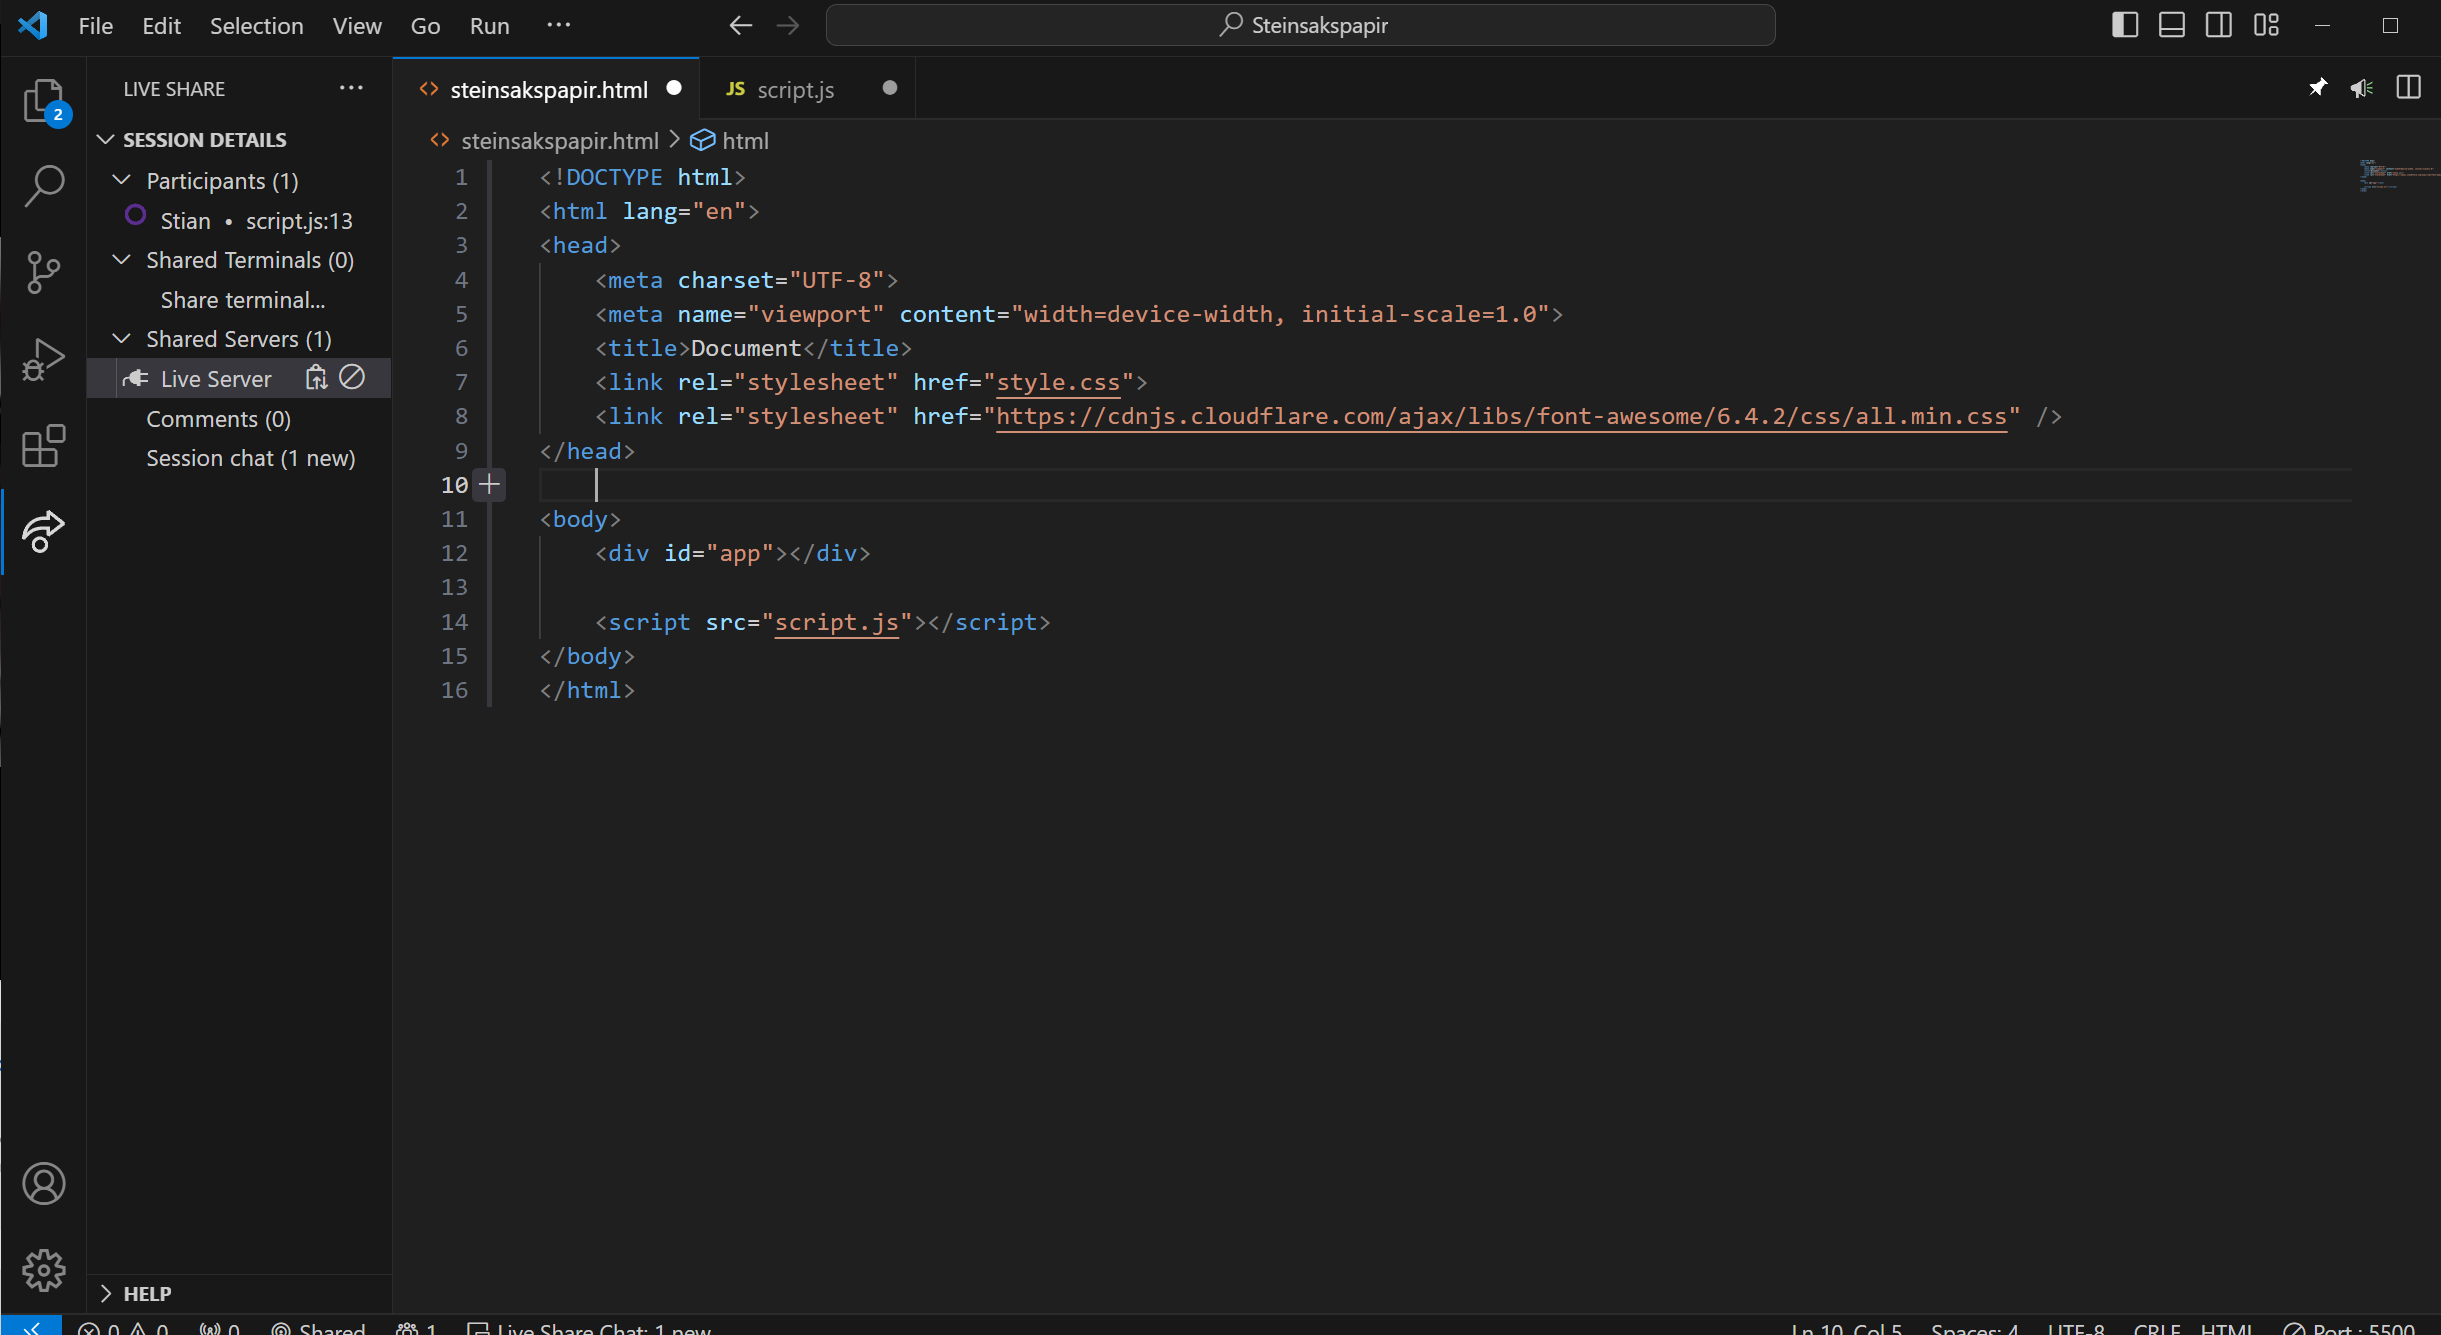 File Edit Selection View Go Run ··· Steinsakspapir
LIVE SHARE ···
SESSION DETAILS
Participants (1)
Stian • script.js:13
Shared Terminals (0)
Share terminal...
Shared Servers (1)
Live Server
Comments (0)
Session chat (1 new)
HELP
2
<> steinsakspapir.html JS script.js
<> steinsakspapir.html > html
1 <!DOCTYPE html>
2 <html lang="en">
3 <head>
4 <meta charset="UTF-8">
5 <meta name="viewport" content="width=device-width, initial-scale=1.0">
6 <title>Document</title>
7 <link rel="stylesheet" href="style.css">
8 <link rel="stylesheet" href="https://cdnjs.cloudflare.com/ajax/libs/font-awesome/6.4.2/css/all.min.css" />
9 </head>
10
11 <body>
12 <div id="app"></div>
13
14 <script src="script.js"></script>
15 </body>
16 </html>
0 0 0 Shared 1 Live Share Chat: 1 new Ln 10, Col 5 Spaces: 4 UTF-8 CRLF HTML Port : 5500